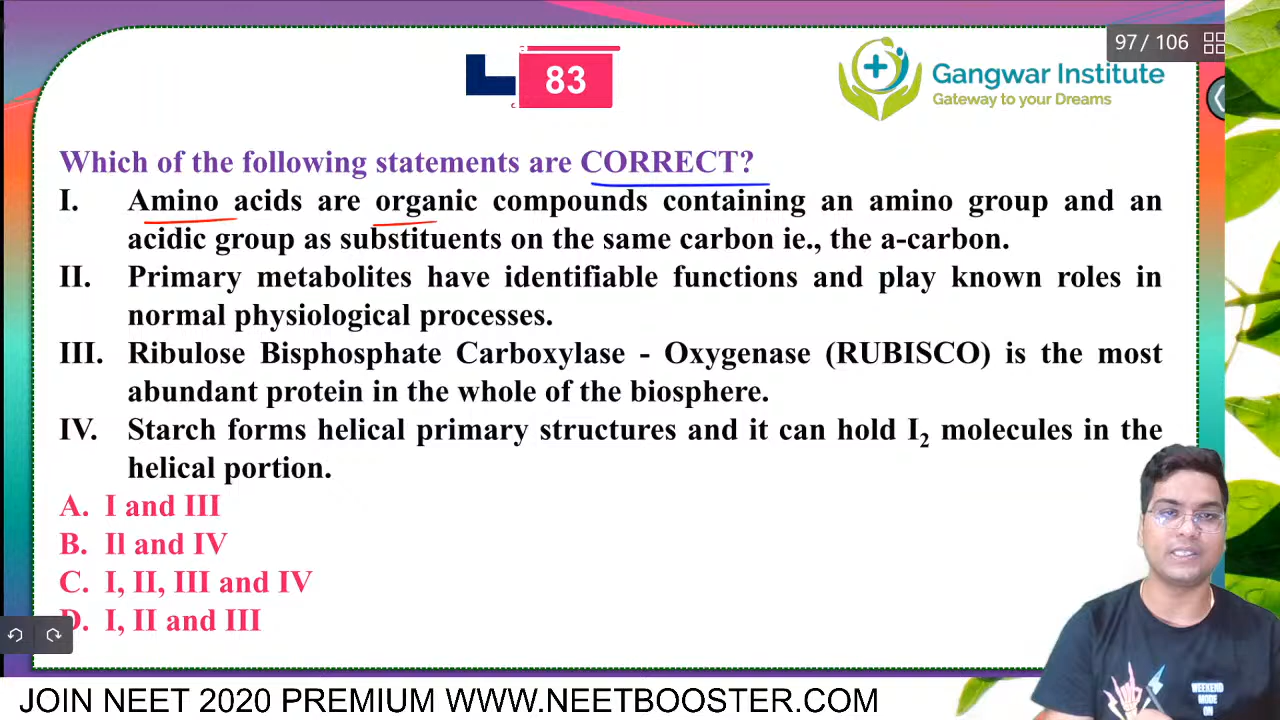 97 / 106
83
Gangwar Institute
Gateway to your Dreams
Which of the following statements are CORRECT?
I. Amino acids are organic compounds containing an amino group and an
acidic group as substituents on the same carbon ie., the a-carbon.
II. Primary metabolites have identifiable functions and play known roles in
normal physiological processes.
III. Ribulose Bisphosphate Carboxylase - Oxygenase (RUBISCO) is the most
abundant protein in the whole of the biosphere.
IV. Starch forms helical primary structures and it can hold I₂ molecules in the
helical portion.
A. I and III
B. Il and IV
C. I, II, III and IV
D. I, II and III
WEEKEND
MODE
ON
JOIN NEET 2020 PREMIUM WWW.NEETBOOSTER.COM